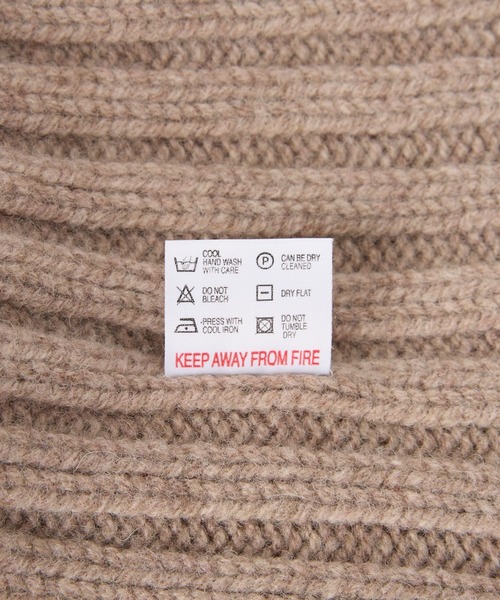 COOL
HAND WASH
WITH CARE
P
CAN BE DRY
CLEANED
DO NOT
BLEACH
DRY FLAT
-PRESS WITH
COOL IRON
DO NOT
TUMBLE
DRY
KEEP AWAY FROM FIRE